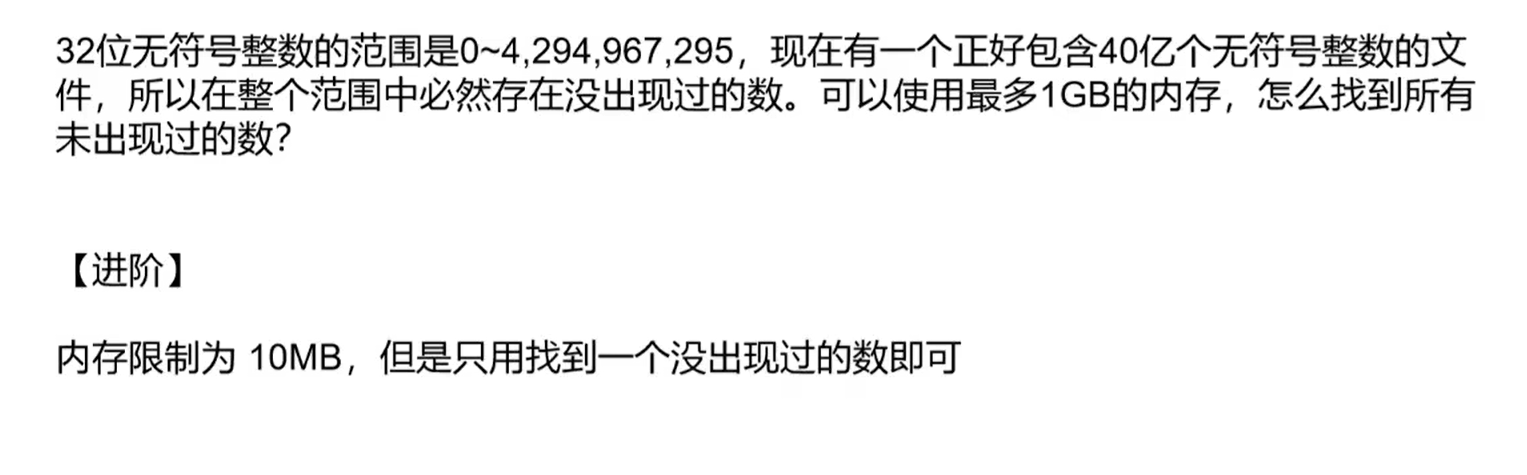 32位无符号整数的范围是0~4,294,967,295，现在有一个正好包含40亿个无符号整数的文
件，所以在整个范围中必然存在没出现过的数。可以使用最多1GB的内存，怎么找到所有
未出现过的数？
【进阶】
内存限制为 10MB，但是只用找到一个没出现过的数即可